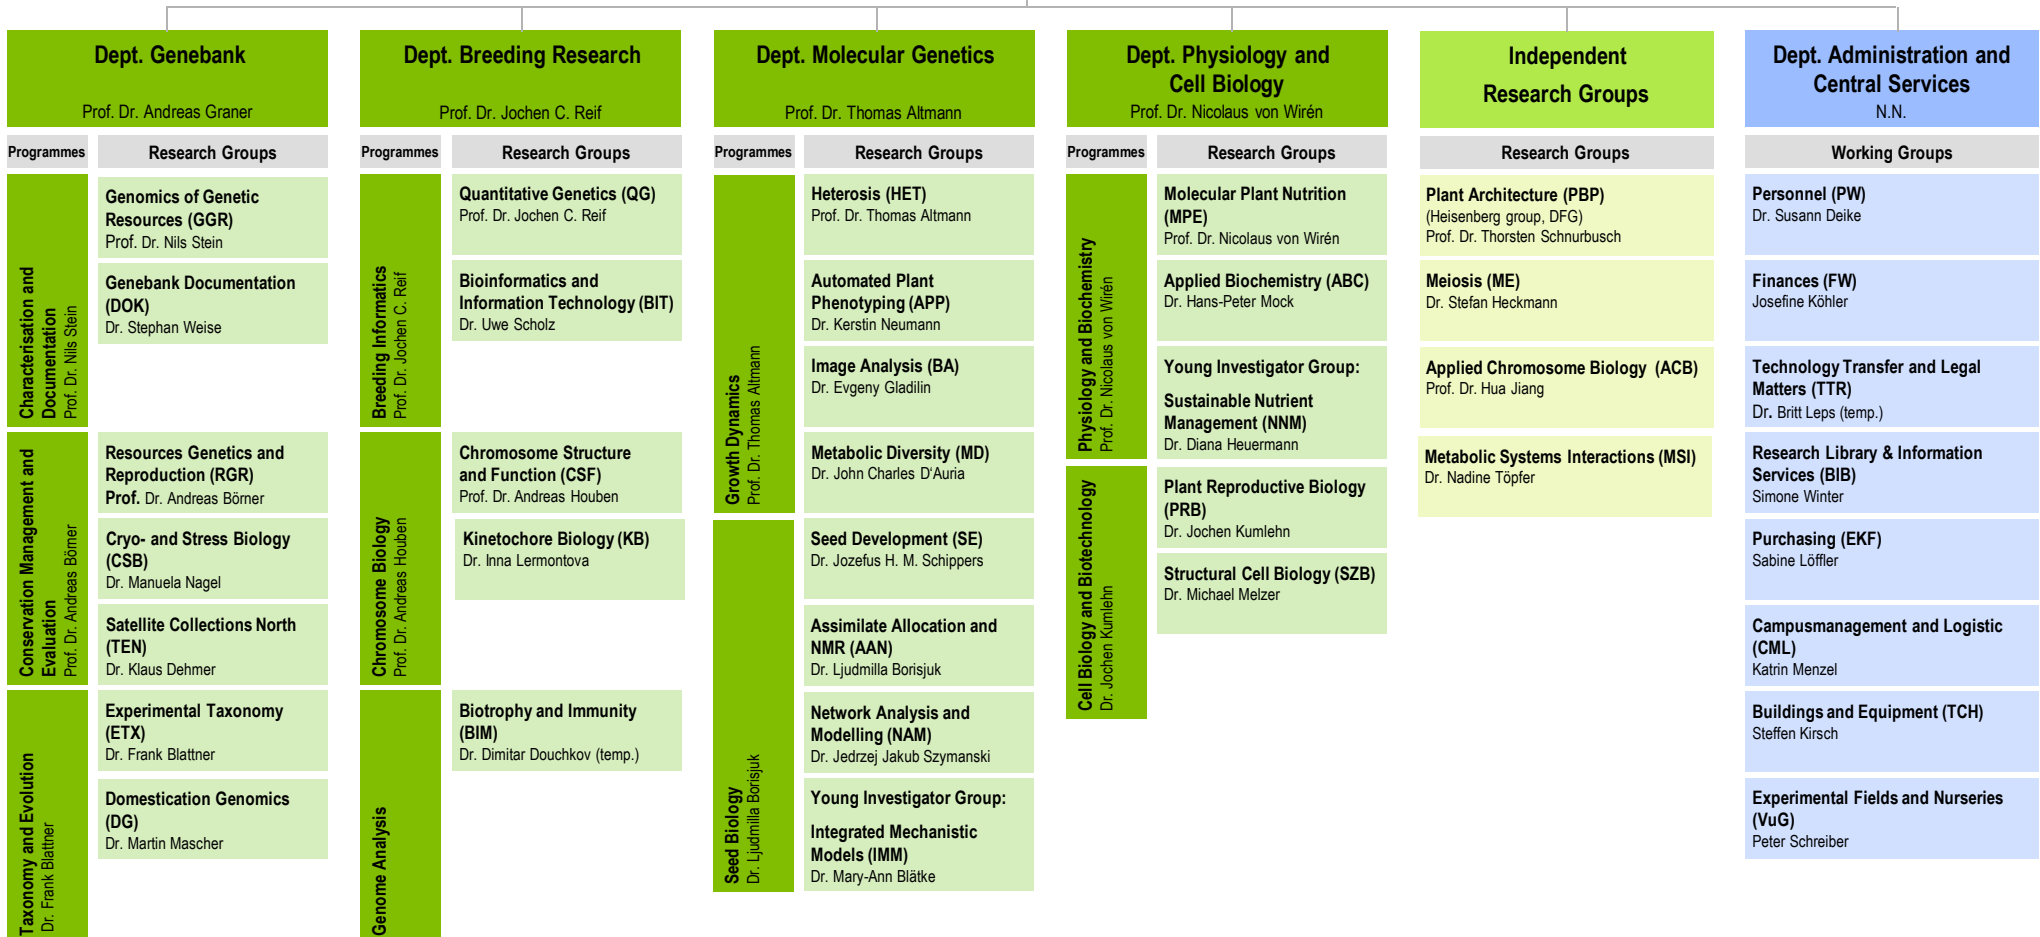 Dept. Genebank
Prof. Dr. Andreas Graner
Programmes
Research Groups
Characterisation and
Documentation
Prof. Dr. Nils Stein
Genomics of Genetic
Resources (GGR)
Prof. Dr. Nils Stein
Genebank Documentation
(DOK)
Dr. Stephan Weise
Conservation Management and
Evaluation
Prof. Dr. Andreas Börner
Resources Genetics and
Reproduction (RGR)
Prof. Dr. Andreas Börner
Cryo- and Stress Biology
(CSB)
Dr. Manuela Nagel
Satellite Collections North
(TEN)
Dr. Klaus Dehmer
Taxonomy and Evolution
Dr. Frank Blattner
Experimental Taxonomy
(ETX)
Dr. Frank Blattner
Domestication Genomics
(DG)
Dr. Martin Mascher
Dept. Breeding Research
Prof. Dr. Jochen C. Reif
Programmes
Research Groups
Breeding Informatics
Prof. Dr. Jochen C. Reif
Quantitative Genetics (QG)
Prof. Dr. Jochen C. Reif
Bioinformatics and
Information Technology (BIT)
Dr. Uwe Scholz
Chromosome Biology
Prof. Dr. Andreas Houben
Chromosome Structure
and Function (CSF)
Prof. Dr. Andreas Houben
Kinetochore Biology (KB)
Dr. Inna Lermontova
Genome Analysis
Biotrophy and Immunity
(BIM)
Dr. Dimitar Douchkov (temp.)
Dept. Molecular Genetics
Prof. Dr. Thomas Altmann
Programmes
Research Groups
Growth Dynamics
Prof. Dr. Thomas Altmann
Heterosis (HET)
Prof. Dr. Thomas Altmann
Automated Plant
Phenotyping (APP)
Dr. Kerstin Neumann
Image Analysis (BA)
Dr. Evgeny Gladilin
Metabolic Diversity (MD)
Dr. John Charles D'Auria
Seed Biology
Dr. Ljudmilla Borisjuk
Seed Development (SE)
Dr. Jozefus H. M. Schippers
Assimilate Allocation and
NMR (AAN)
Dr. Ljudmilla Borisjuk
Network Analysis and
Modelling (NAM)
Dr. Jedrzej Jakub Szymanski
Young Investigator Group:
Integrated Mechanistic
Models (IMM)
Dr. Mary-Ann Blätke
Dept. Physiology and
Cell Biology
Prof. Dr. Nicolaus von Wirén
Programmes
Research Groups
Physiology and Biochemistry
Prof. Dr. Nicolaus von Wirén
Molecular Plant Nutrition
(MPE)
Prof. Dr. Nicolaus von Wirén
Applied Biochemistry (ABC)
Dr. Hans-Peter Mock
Young Investigator Group:
Sustainable Nutrient
Management (NNM)
Dr. Diana Heuermann
Cell Biology and Biotechnology
Dr. Jochen Kumlehn
Plant Reproductive Biology
(PRB)
Dr. Jochen Kumlehn
Structural Cell Biology (SZB)
Dr. Michael Melzer
Independent
Research Groups
Research Groups
Plant Architecture (PBP)
(Heisenberg group, DFG)
Prof. Dr. Thorsten Schnurbusch
Meiosis (ME)
Dr. Stefan Heckmann
Applied Chromosome Biology (ACB)
Prof. Dr. Hua Jiang
Metabolic Systems Interactions (MSI)
Dr. Nadine Töpfer
Dept. Administration and
Central Services
N.N.
Working Groups
Personnel (PW)
Dr. Susann Deike
Finances (FW)
Josefine Köhler
Technology Transfer and Legal
Matters (TTR)
Dr. Britt Leps (temp.)
Research Library & Information
Services (BIB)
Simone Winter
Purchasing (EKF)
Sabine Löffler
Campusmanagement and Logistic
(CML)
Katrin Menzel
Buildings and Equipment (TCH)
Steffen Kirsch
Experimental Fields and Nurseries
(VuG)
Peter Schreiber